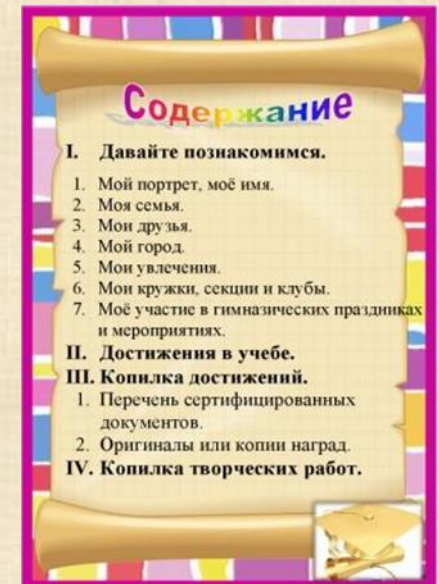 Содержание
I. Давайте познакомимся.
1. Мой портрет, моё имя.
2. Моя семья.
3. Мои друзья.
4. Мой город.
5. Мои увлечения.
6. Мои кружки, секции и клубы.
7. Моё участие в гимназических праздниках
и мероприятиях.
II. Достижения в учебе.
III. Копилка достижений.
1. Перечень сертифицированных
документов.
2. Оригиналы или копии наград.
IV. Копилка творческих работ.